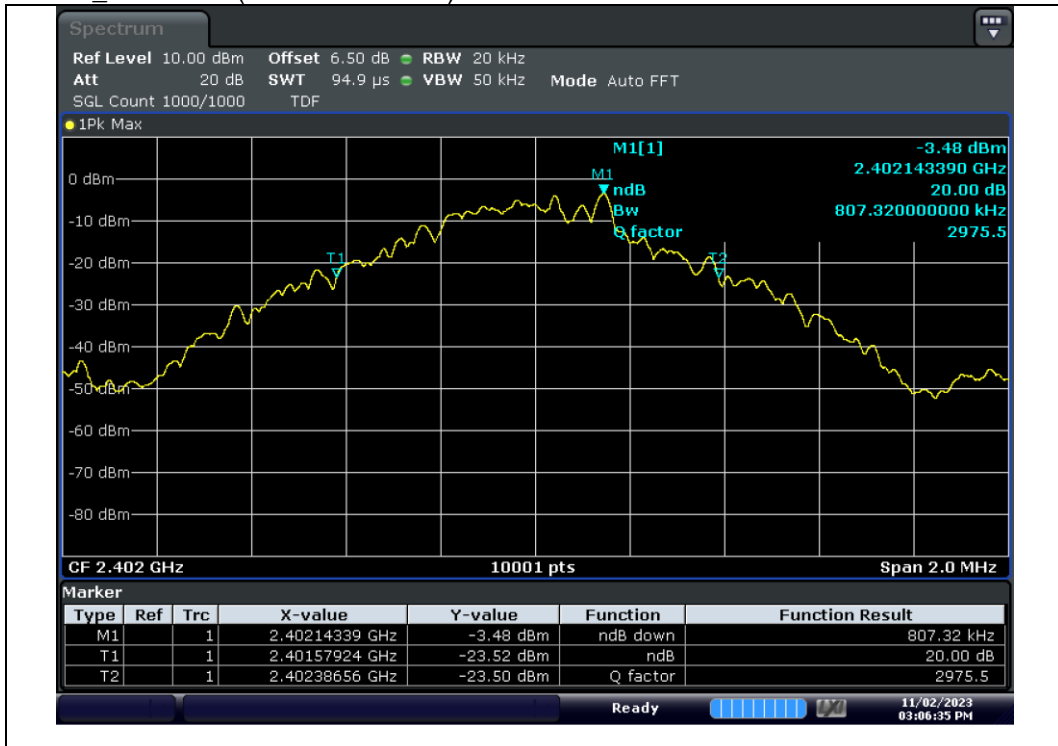 Spectrum
Ref Level 10.00 dBm Offset 6.50 dB RBW 20 kHz
Att 20 dB SWT 94.9 µs VBW 50 kHz Mode Auto FFT
SGL Count 1000/1000 TDF
1Pk Max
M1[1] -3.48 dBm
2.402143390 GHz
M1
ndB 20.00 dB
Bw 807.320000000 kHz
Q factor 2975.5
0 dBm
-10 dBm
T1
T2
-20 dBm
-30 dBm
-40 dBm
-50 dBm
-60 dBm
-70 dBm
-80 dBm
CF 2.402 GHz 10001 pts Span 2.0 MHz
Marker
Type Ref Trc X-value Y-value Function Function Result
M1 1 2.40214339 GHz -3.48 dBm ndB down 807.32 kHz
T1 1 2.40157924 GHz -23.52 dBm ndB 20.00 dB
T2 1 2.40238656 GHz -23.50 dBm Q factor 2975.5
Ready 11/02/2023
03:06:35 PM